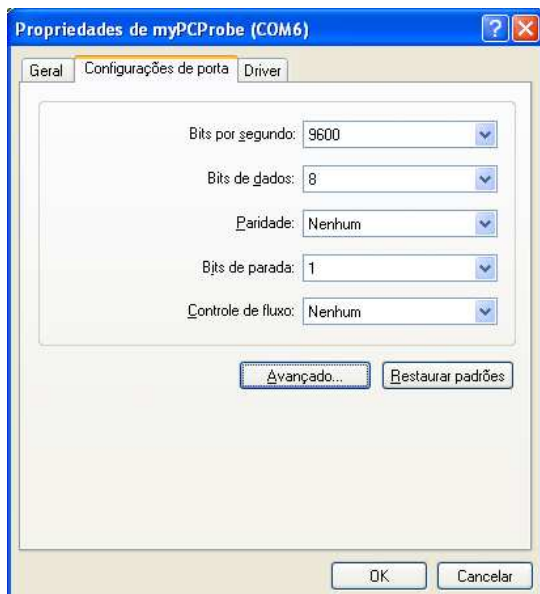 Propriedades de myPCProbe (COM6)
Geral Configurações de porta Driver
Bits por segundo: 9600
Bits de dados: 8
Paridade: Nenhum
Bits de parada: 1
Controle de fluxo: Nenhum
Avançado... Restaurar padrões
OK Cancelar